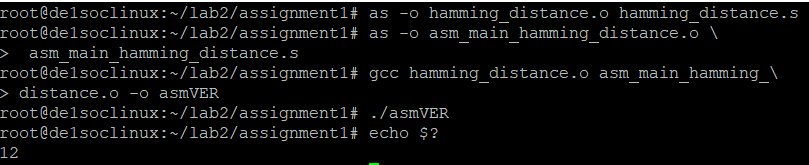 root@de1soclinux:~/lab2/assignment1# as -o hamming_distance.o hamming_distance.s
root@de1soclinux:~/lab2/assignment1# as -o asm_main_hamming_distance.o \
>  asm_main_hamming_distance.s
root@de1soclinux:~/lab2/assignment1# gcc hamming_distance.o asm_main_hamming_\
> distance.o -o asmVER
root@de1soclinux:~/lab2/assignment1# ./asmVER
root@de1soclinux:~/lab2/assignment1# echo $?
12